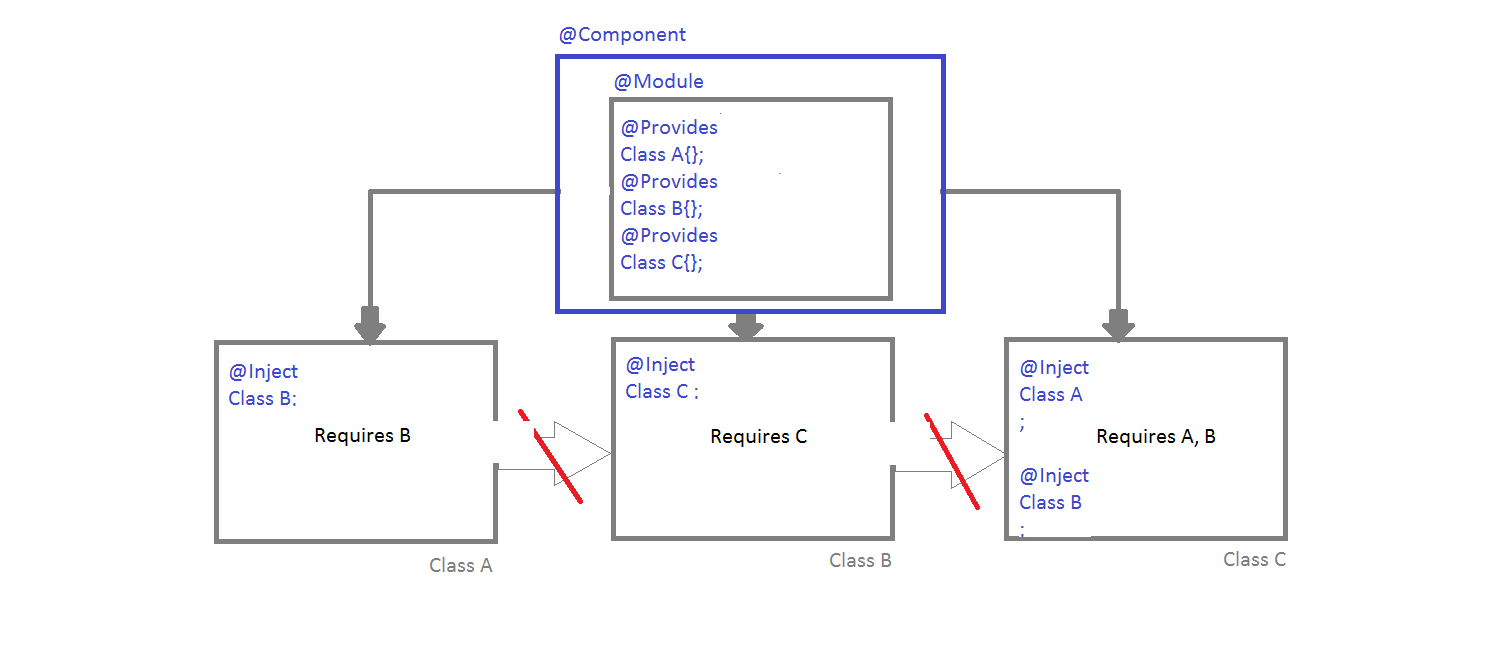 @Component
@Module
@Provides
Class A{};
@Provides
Class B{};
@Provides
Class C{};
@Inject
Class B:
Requires B
Class A
@Inject
Class C :
Requires C
Class B
@Inject
Class A
;
Requires A, B
@Inject
Class B
;
Class C